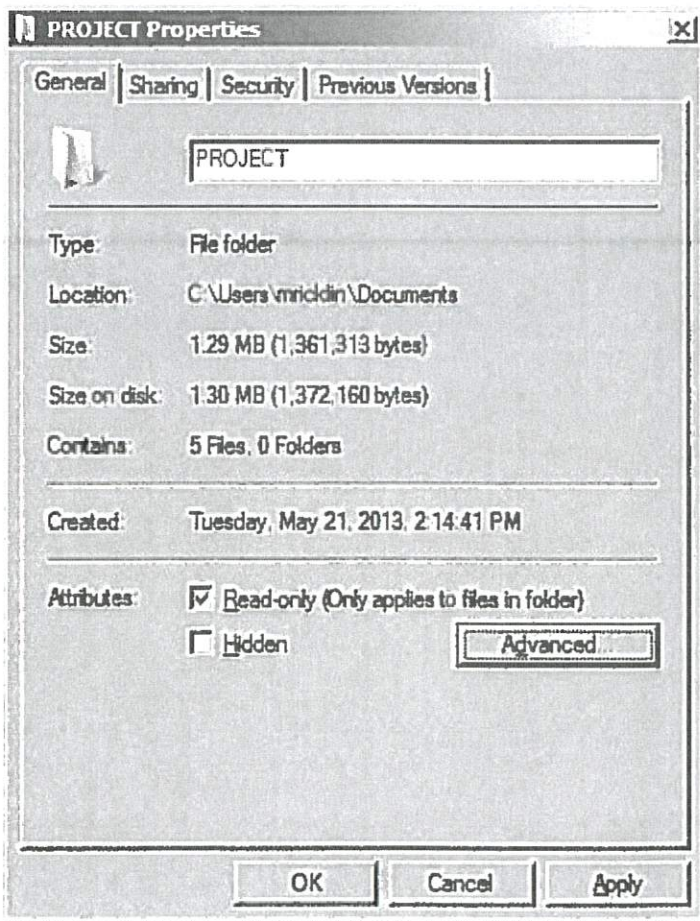 PROJECT Properties
General Sharing Security Previous Versions
PROJECT
Type: File folder
Location: C:\Users\mricklin\Documents
Size: 1.29 MB (1,361,313 bytes)
Size on disk: 1.30 MB (1,372,160 bytes)
Contains: 5 Files, 0 Folders
Created: Tuesday, May 21, 2013, 2:14:41 PM
Attributes: Read-only (Only applies to files in folder)
Hidden Advanced...
OK Cancel Apply